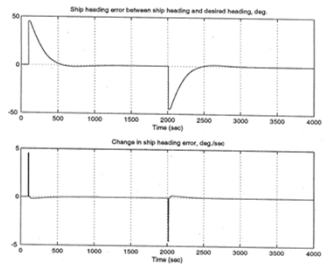 Ship heading error between ship heading and desired heading, deg.
50
0
-50
0 500 1000 1500 2000 2500 3000 3500 4000
Time (sec)
Change in ship heading error, deg./sec
5
0
-5
0 500 1000 1500 2000 2500 3000 3500 4000
Time (sec)